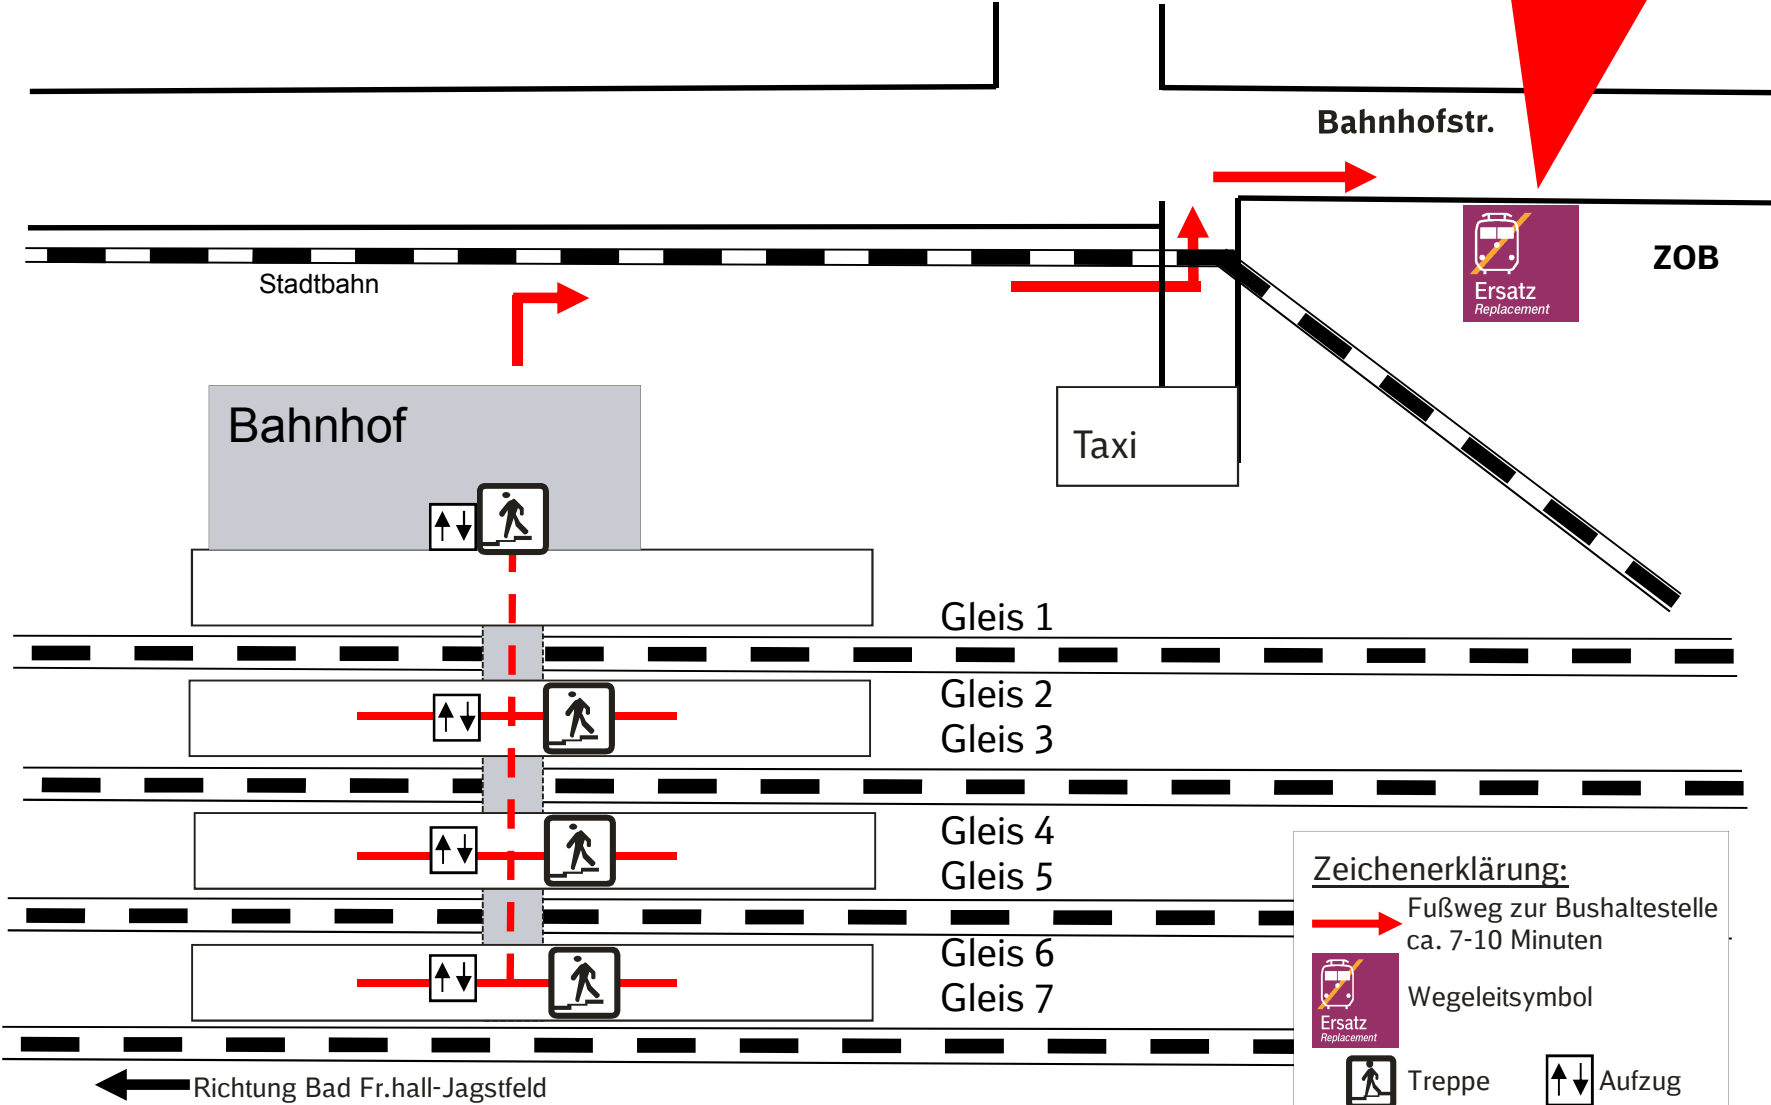 Bahnhofstr.
ZOB
Ersatz
Replacement
Stadtbahn
Bahnhof
Taxi
Gleis 1
Gleis 2
Gleis 3
Gleis 4
Gleis 5
Gleis 6
Gleis 7
Zeichenerklärung:
Fußweg zur Bushaltestelle
ca. 7-10 Minuten
Ersatz
Replacement
Wegeleitsymbol
Treppe
Aufzug
Richtung Bad Fr.hall-Jagstfeld